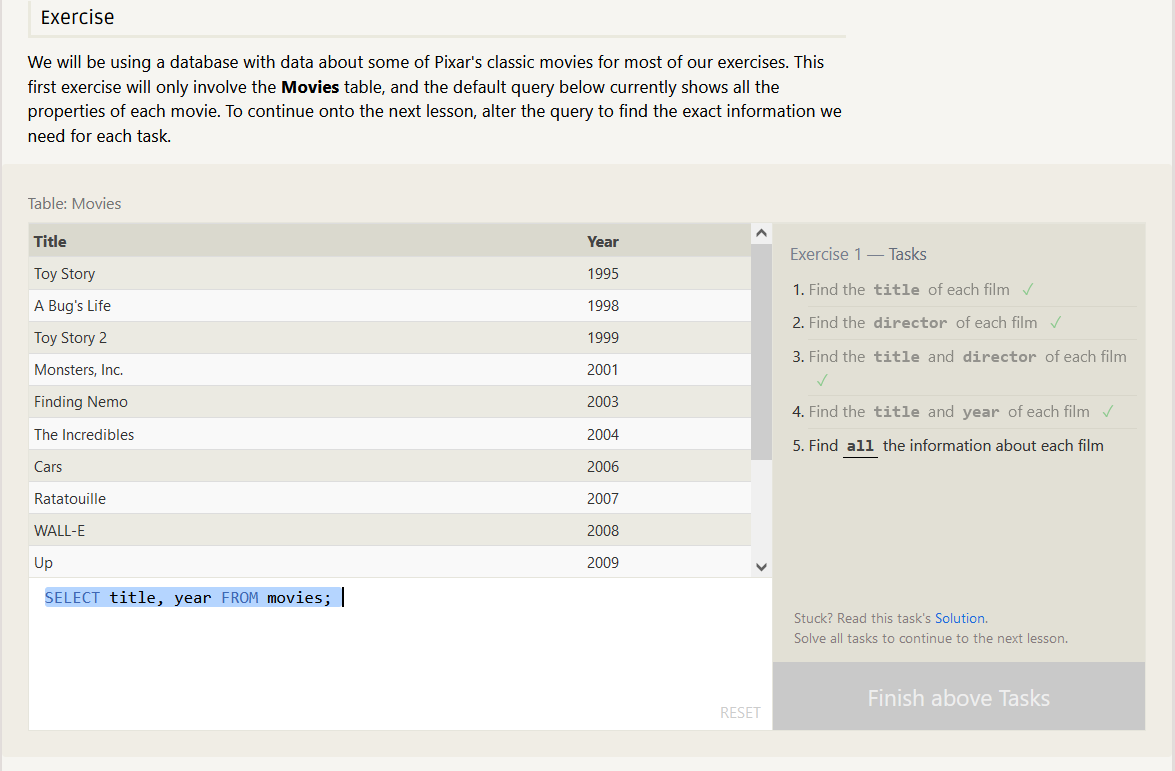 Exercise
We will be using a database with data about some of Pixar's classic movies for most of our exercises. This
first exercise will only involve the Movies table, and the default query below currently shows all the
properties of each movie. To continue onto the next lesson, alter the query to find the exact information we
need for each task.
Table: Movies
Title Year
Toy Story 1995
A Bug's Life 1998
Toy Story 2 1999
Monsters, Inc. 2001
Finding Nemo 2003
The Incredibles 2004
Cars 2006
Ratatouille 2007
WALL-E 2008
Up 2009
SELECT title, year FROM movies;
RESET
Exercise 1 — Tasks
1. Find the title of each film ✓
2. Find the director of each film ✓
3. Find the title and director of each film
✓
4. Find the title and year of each film ✓
5. Find all the information about each film
Stuck? Read this task's Solution.
Solve all tasks to continue to the next lesson.
Finish above Tasks